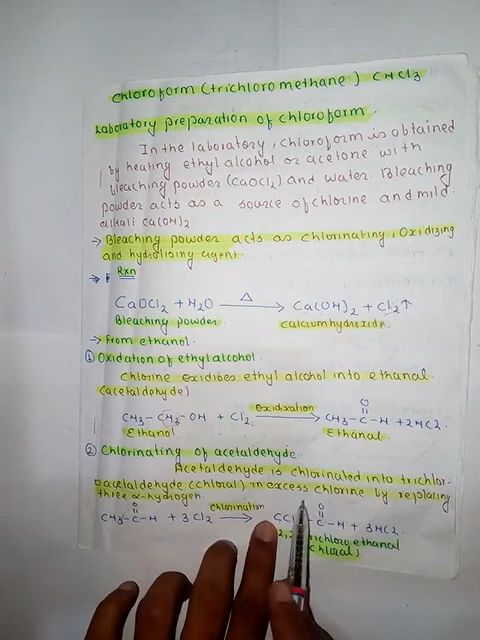 Chloroform (trichloromethane) CHCl3
Laboratory preparation of chloroform.
In the laboratory, chloroform is obtained
by heating ethyl alcohol or acetone with
bleaching powder (CaOCl2) and water. Bleaching
powder acts as a source of chlorine and mild
alkali Ca(OH)2
→ Bleaching powder acts as chlorinating, Oxidizing
and hydrolising agent.
Rxn
CaOCl2 + H2O —Δ→ Ca(OH)2 + Cl2↑
Bleaching powder. calcium hydroxide.
→ From ethanol.
① Oxidation of ethyl alcohol.
Chlorine oxidies ethyl alcohol into ethanal
(acetaldehyde)
O
CH3-CH2-OH + Cl2 —Oxidization→ CH3-C-H + 2HCl.
Ethanol Ethanal
② Chlorinating of acetaldehyde.
Acetaldehyde is chlorinated into trichlor-
oacetaldehyde (chloral) in excess chlorine by replacing
three α-hydrogen
O O
CH3-C-H + 3Cl2 —chlorination→ CCl C-H + 3HCl.
trichloro ethanal
chloral)